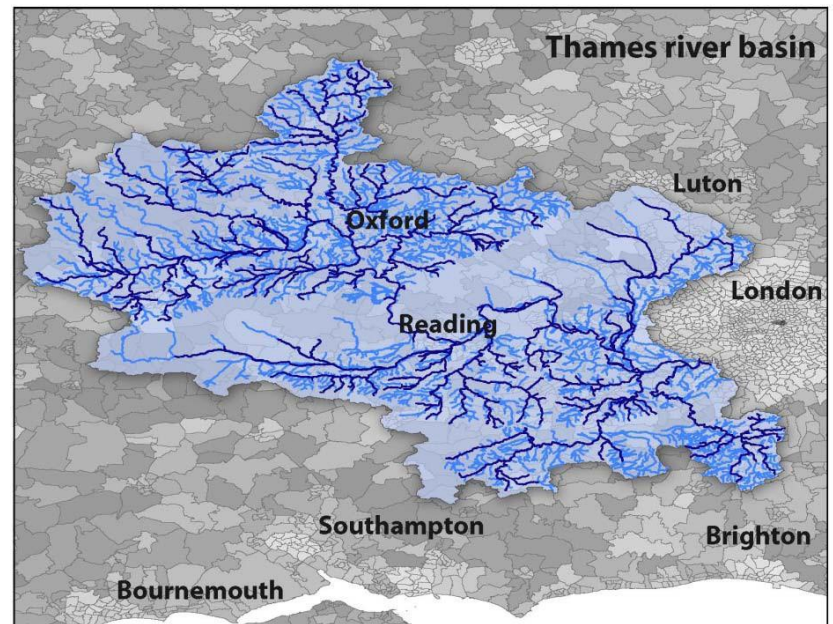 Thames river basin
Luton
Oxford
London
Reading
Southampton
Brighton
Bournemouth